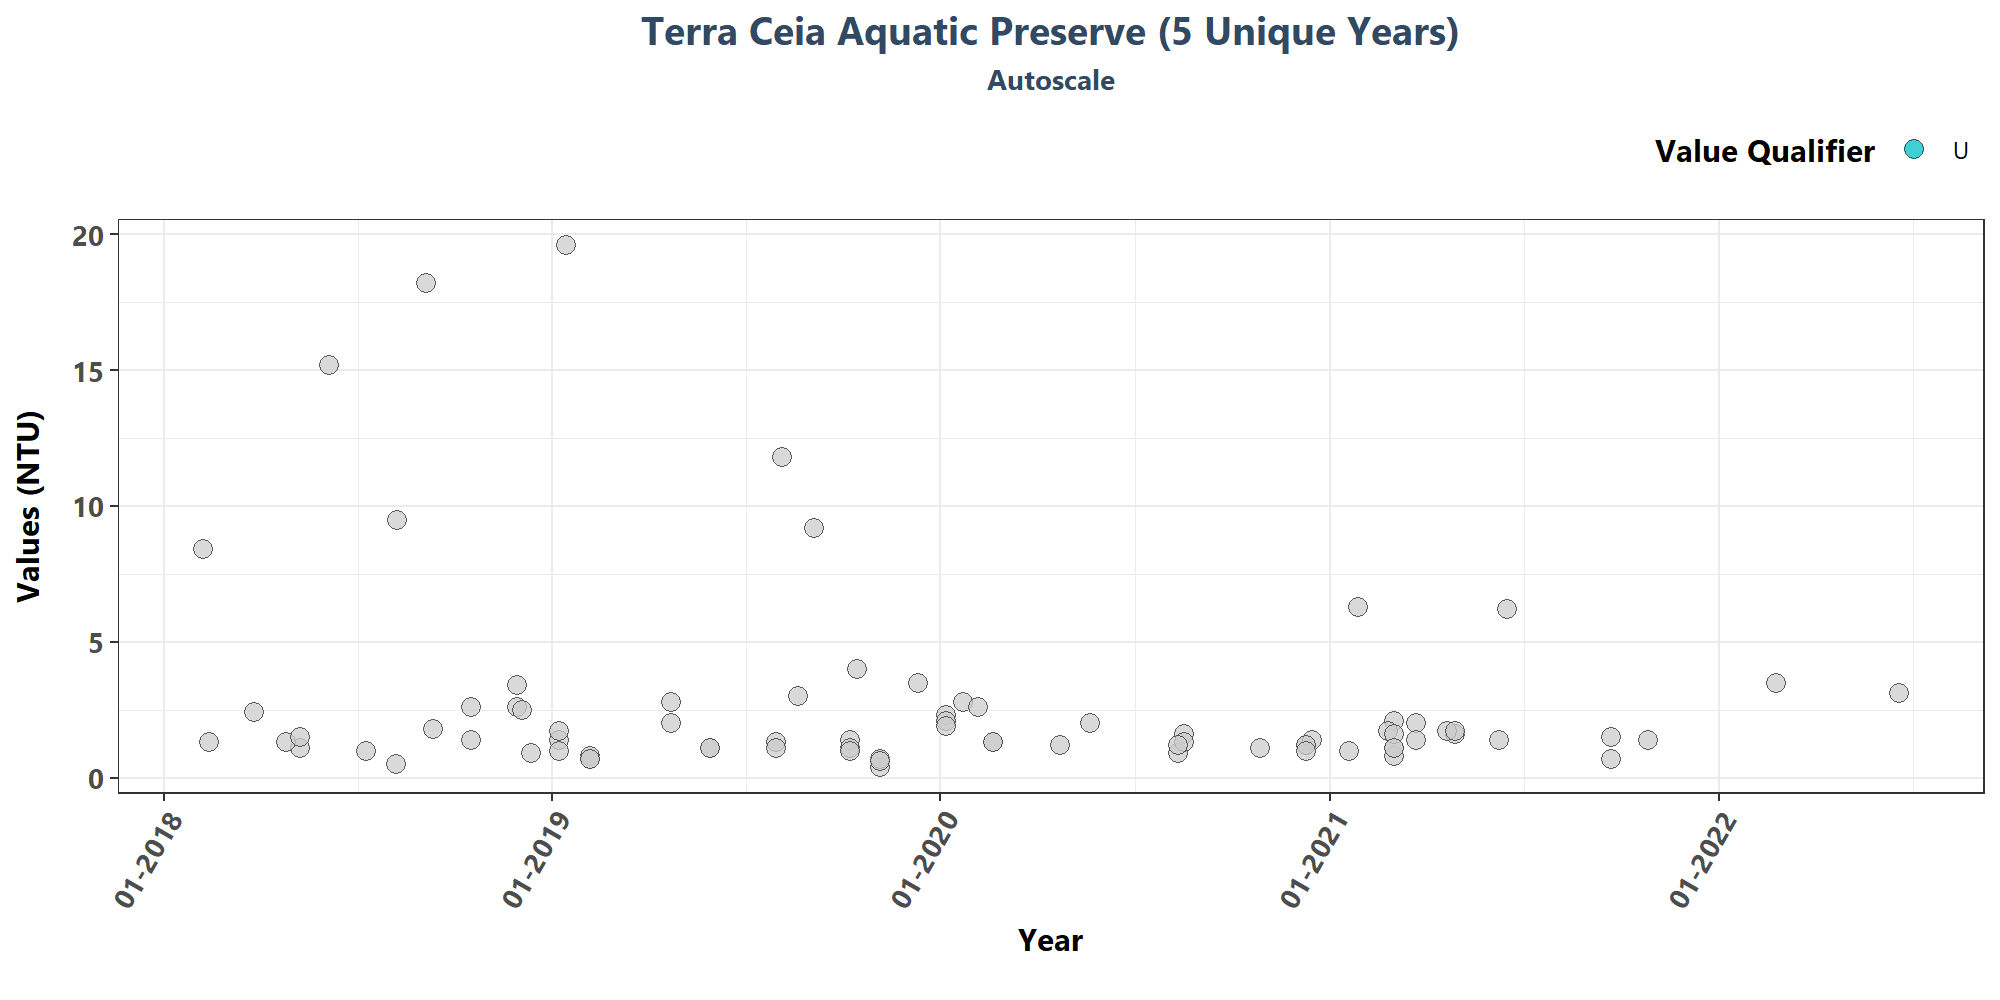 Terra Ceia Aquatic Preserve (5 Unique Years)
Autoscale
Value Qualifier U
20
15
10
5
0
Values (NTU)
01-2018
01-2019
01-2020
01-2021
01-2022
Year